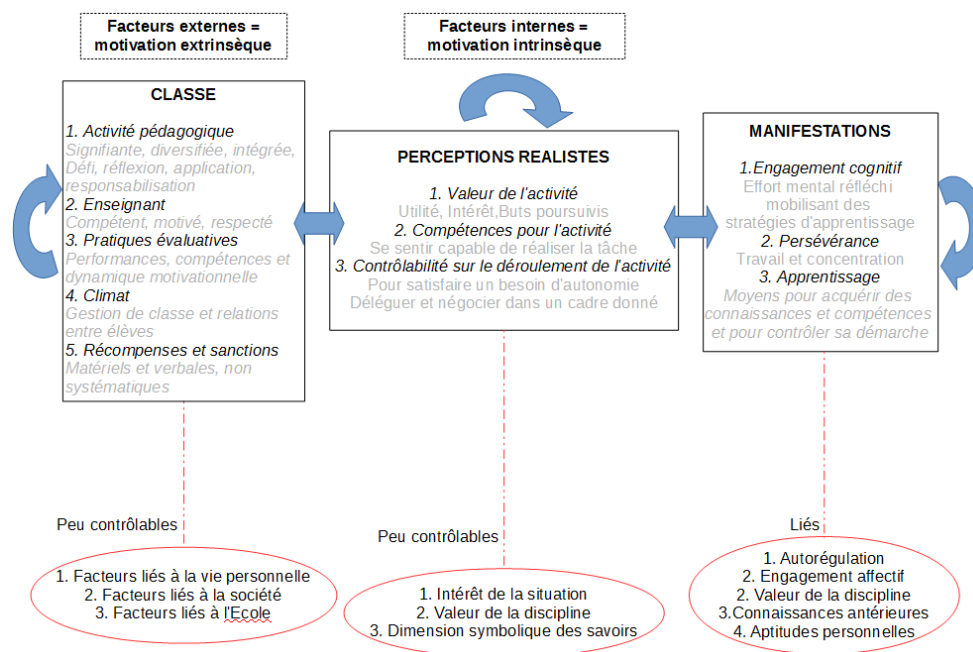 Facteurs externes =
motivation extrinsèque
Facteurs internes =
motivation intrinsèque
CLASSE
1. Activité pédagogique
Signifiante, diversifiée, intégrée,
Défi, réflexion, application,
responsabilisation
2. Enseignant
Compétent, motivé, respecté
3. Pratiques évaluatives
Performances, compétences et
dynamique motivationnelle
4. Climat
Gestion de classe et relations
entre élèves
5. Récompenses et sanctions
Matériels et verbales, non
systématiques
PERCEPTIONS REALISTES
1. Valeur de l'activité
Utilité, Intérêt,Buts poursuivis
2. Compétences pour l'activité
Se sentir capable de réaliser la tâche
3. Contrôlabilité sur le déroulement de l'activité
Pour satisfaire un besoin d'autonomie
Déléguer et négocier dans un cadre donné
MANIFESTATIONS
1.Engagement cognitif
Effort mental réfléchi
mobilisant des
stratégies d'apprentissage
2. Persévérance
Travail et concentration
3. Apprentissage
Moyens pour acquérir des
connaissances et compétences
et pour contrôler sa démarche
Peu contrôlables
1. Facteurs liés à la vie personnelle
2. Facteurs liés à la société
3. Facteurs liés à l'Ecole
Peu contrôlables
1. Intérêt de la situation
2. Valeur de la discipline
3. Dimension symbolique des savoirs
Liés
1. Autorégulation
2. Engagement affectif
2. Valeur de la discipline
3.Connaissances antérieures
4. Aptitudes personnelles